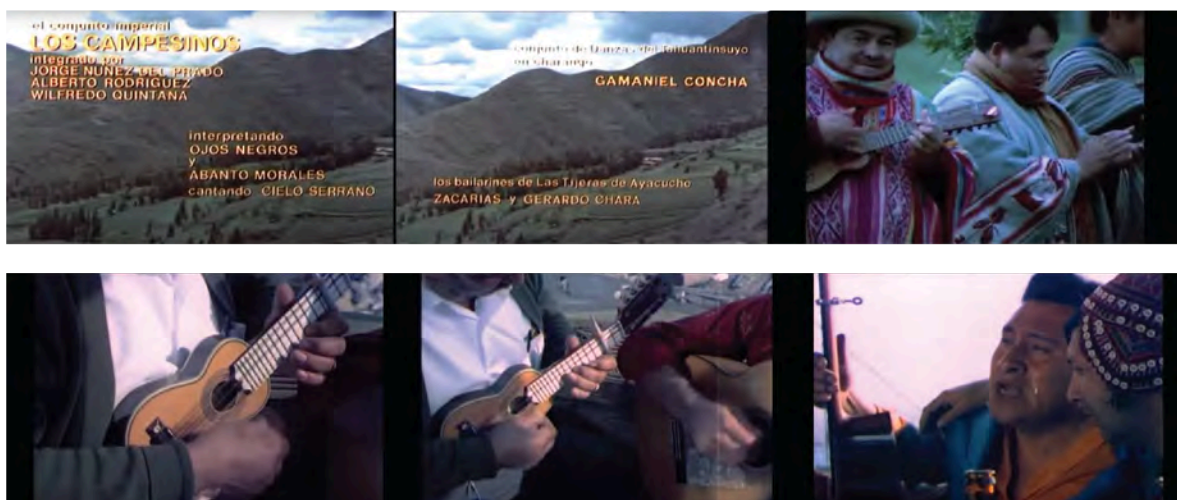 el conjunto imperial
LOS CAMPESINOS
integrado por
JORGE NUÑEZ DEL PRADO
ALBERTO RODRIGUEZ
WILFREDO QUINTANA
interpretando
OJOS NEGROS
y
ABANTO MORALES
cantando CIELO SERRANO
conjunto de Danza del Tahuantinsuyo
en charango
GAMANIEL CONCHA
los bailarines de Las Tijeras de Ayacucho
ZACARIAS y GERARDO CHARA